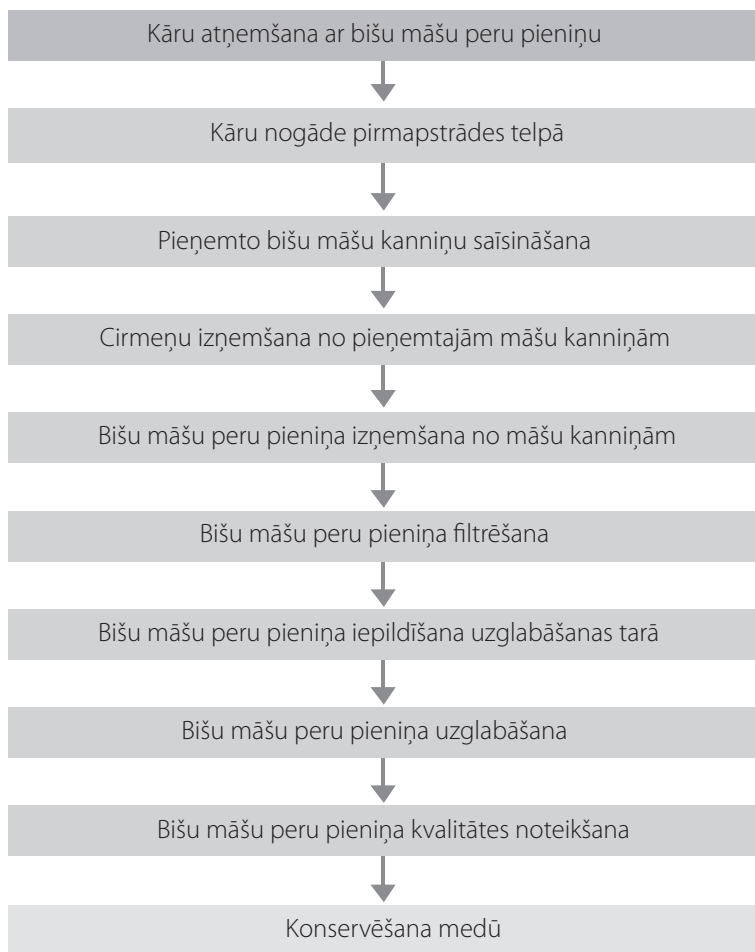 Kāru atņemšana ar bišu māšu peru pieniņu
Kāru nogāde pirmapstrādes telpā
Pieņemto bišu māšu kanniņu saīsināšana
Cirmeņu izņemšana no pieņemtajām māšu kanniņām
Bišu māšu peru pieniņa izņemšana no māšu kanniņām
Bišu māšu peru pieniņa filtrēšana
Bišu māšu peru pieniņa iepildīšana uzglabāšanas tarā
Bišu māšu peru pieniņa uzglabāšana
Bišu māšu peru pieniņa kvalitātes noteikšana
Konservēšana medū